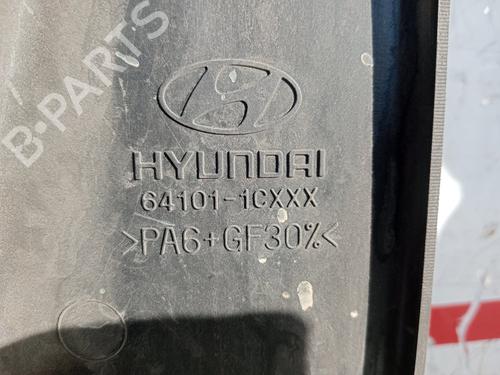 B-PARTS
HYUNDAI
64101-1CXXX
>PA6+GF30%<